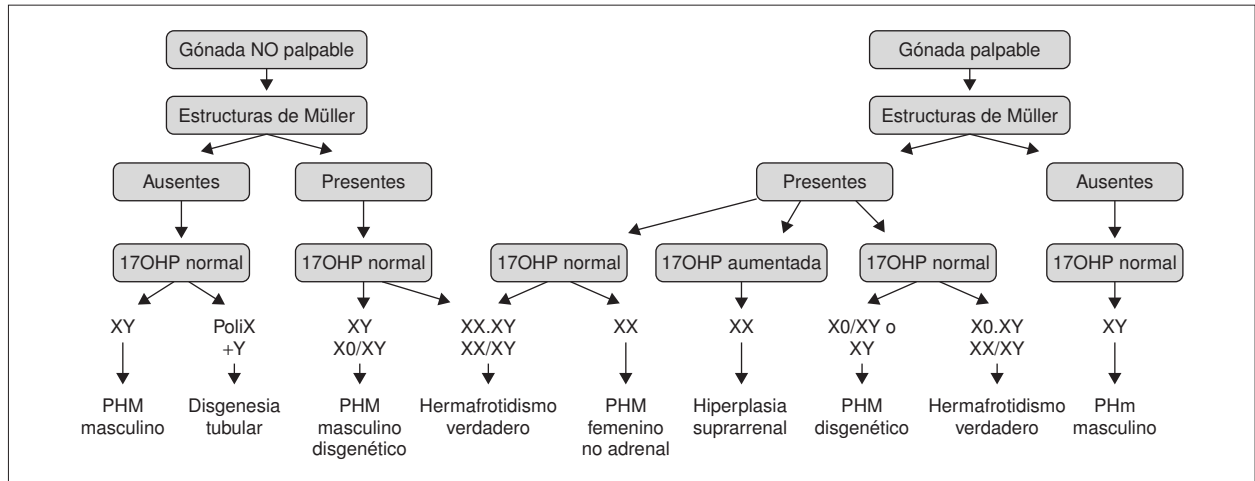 Gónada NO palpable
Gónada palpable
Estructuras de Müller
Estructuras de Müller
Ausentes
Presentes
Presentes
Ausentes
17OHP normal
17OHP normal
17OHP normal
17OHP aumentada
17OHP normal
17OHP normal
XY
PoliX
+Y
XY
X0/XY
XX.XY
XX/XY
XX
XX
X0/XY o
XY
X0.XY
XX/XY
XY
PHM
masculino
Disgenesia
tubular
PHM
masculino
disgenético
Hermafrotidismo
verdadero
PHM
femenino
no adrenal
Hiperplasia
suprarrenal
PHM
disgenético
Hermafrotidismo
verdadero
PHm
masculino